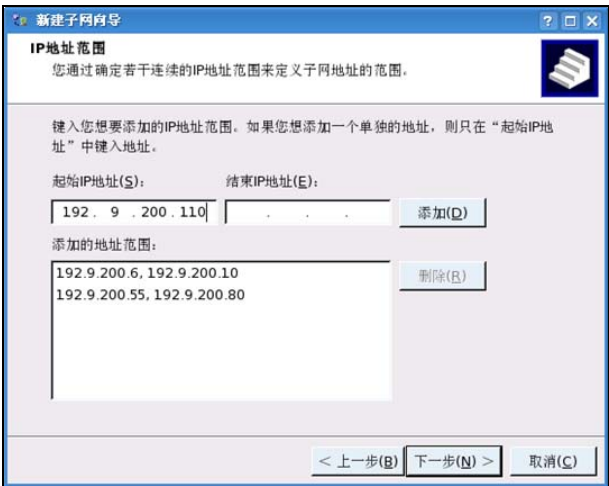 新建子网向导
IP地址范围
您通过确定若干连续的IP地址范围来定义子网地址的范围。
键入您想要添加的IP地址范围。如果您想添加一个单独的地址，则只在“起始IP地
址”中键入地址。
起始IP地址(S)： 结束IP地址(E)：
192 . 9 . 200 . 110 . . . 添加(D)
添加的地址范围：
192.9.200.6, 192.9.200.10 删除(R)
192.9.200.55, 192.9.200.80
< 上一步(B) 下一步(N) > 取消(C)